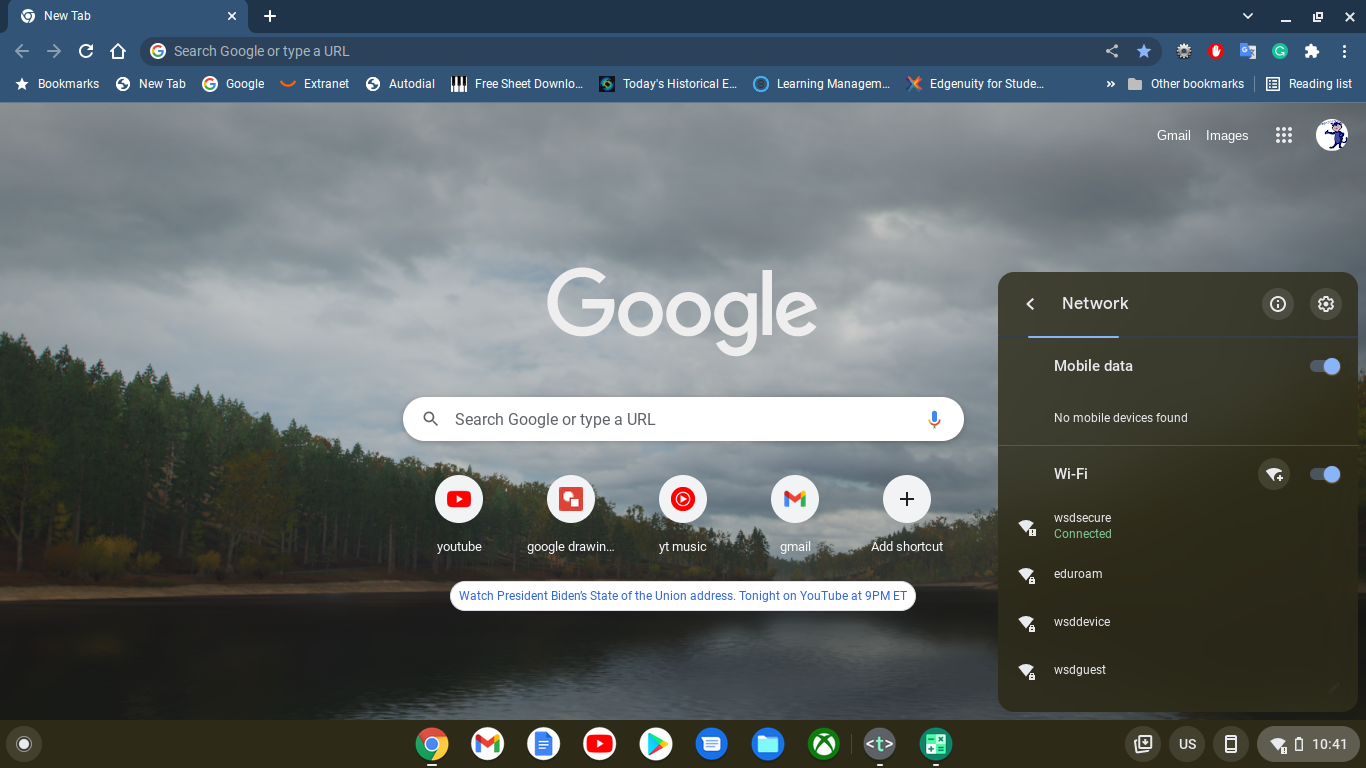 New Tab
Search Google or type a URL
Bookmarks
New Tab
Google
Extranet
Autodial
Free Sheet Downlo...
Today's Historical E...
Learning Managem...
Edgenuity for Stude...
»
Other bookmarks
Reading list
Gmail
Images
Google
Search Google or type a URL
youtube
google drawin...
yt music
gmail
Add shortcut
Watch President Biden's State of the Union address. Tonight on YouTube at 9PM ET
Network
Mobile data
No mobile devices found
Wi-Fi
wsdsecure
Connected
eduroam
wsddevice
wsdguest
<t>
US
10:41